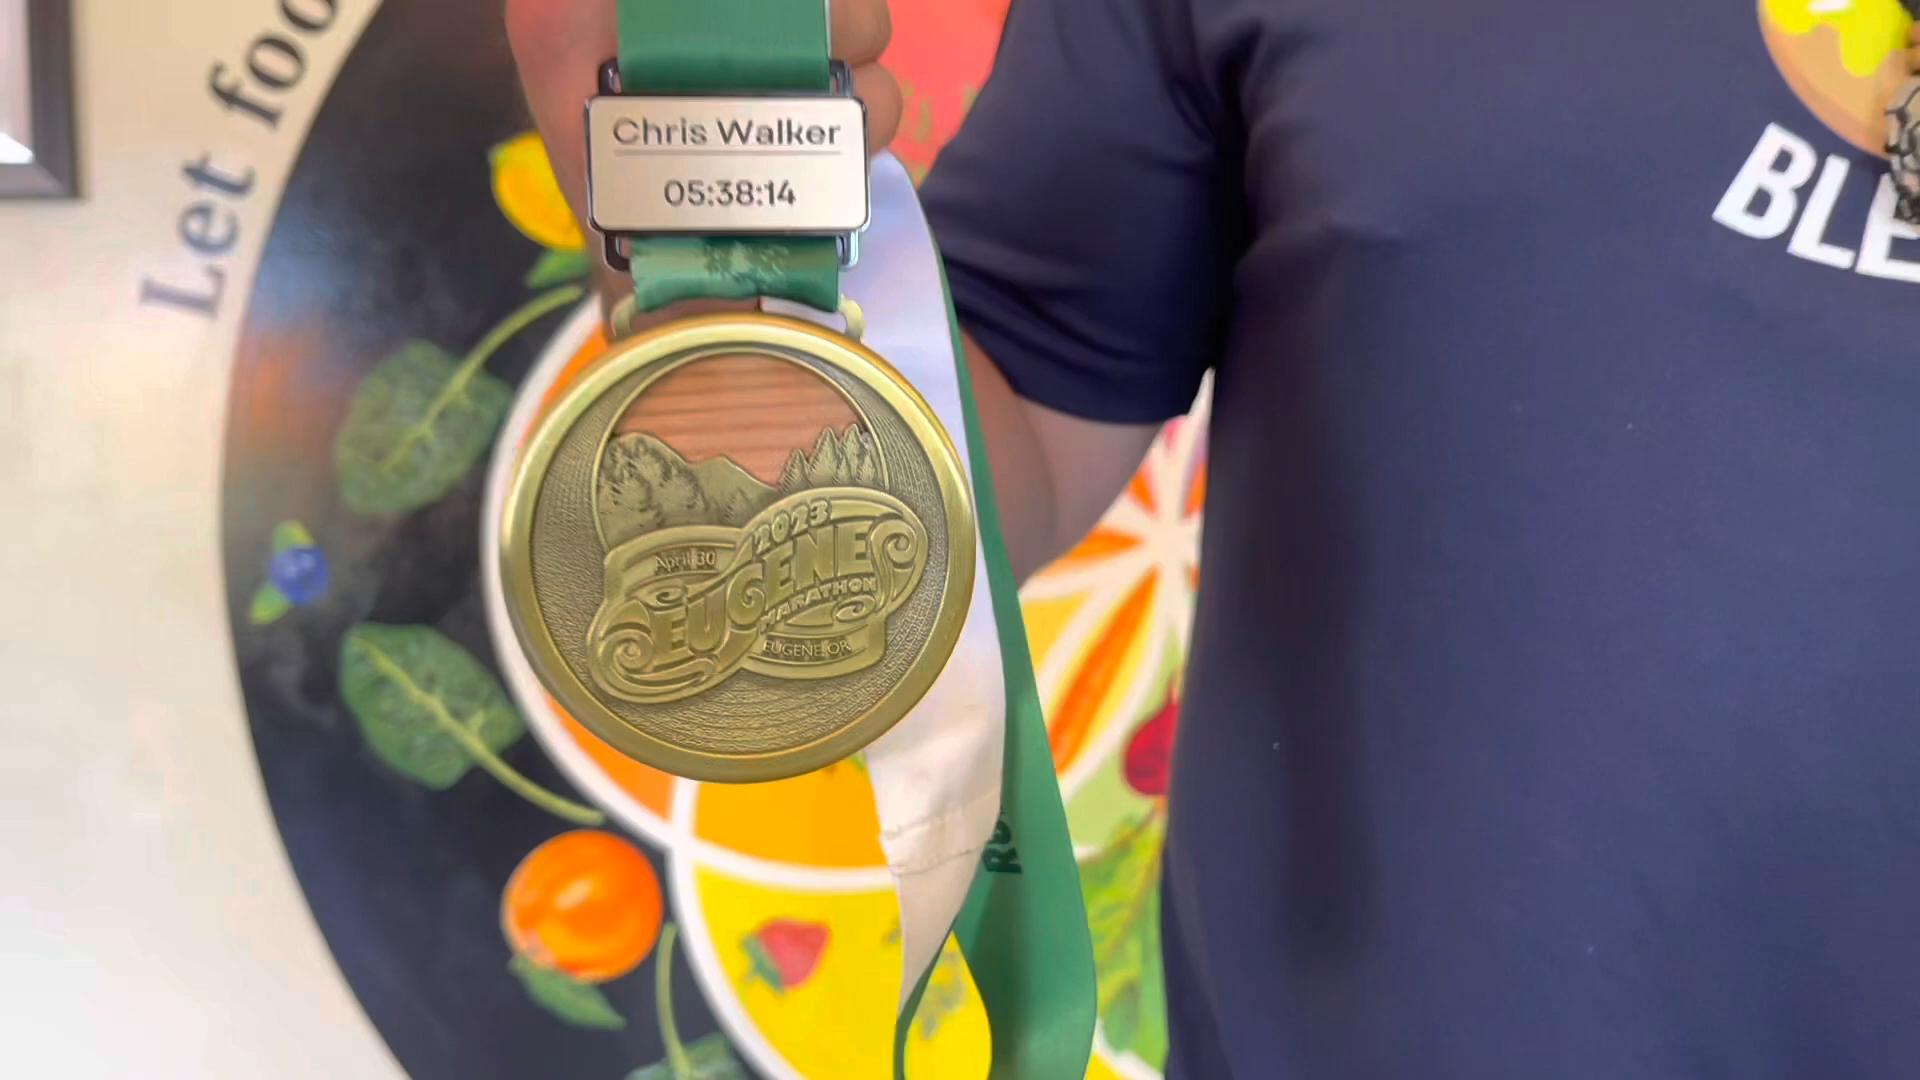 Let foo
Chris Walker
05:38:14
BLE
April 30
2023
EUGENE
MARATHON
EUGENE, OR